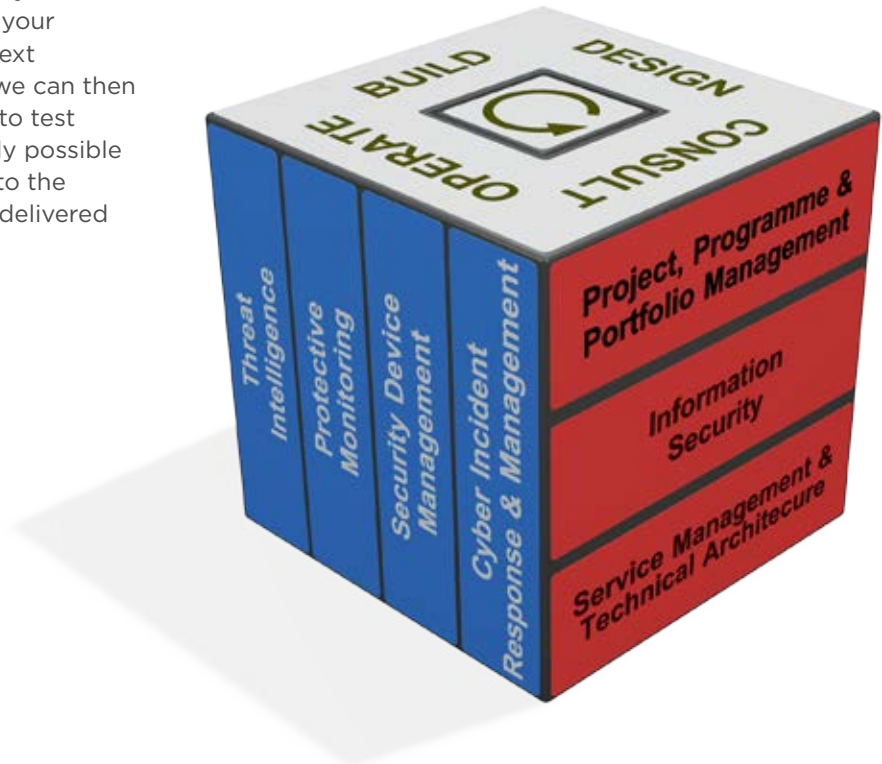 your
ext
we can then
to test
ly possible
to the
delivered
BUILD
DESIGN
OPERATE
CONSULT
Threat
Intelligence
Protective
Monitoring
Security Device
Management
Cyber Incident
Response & Management
Project, Programme &
Portfolio Management
Information
Security
Service Management &
Technical Architecure